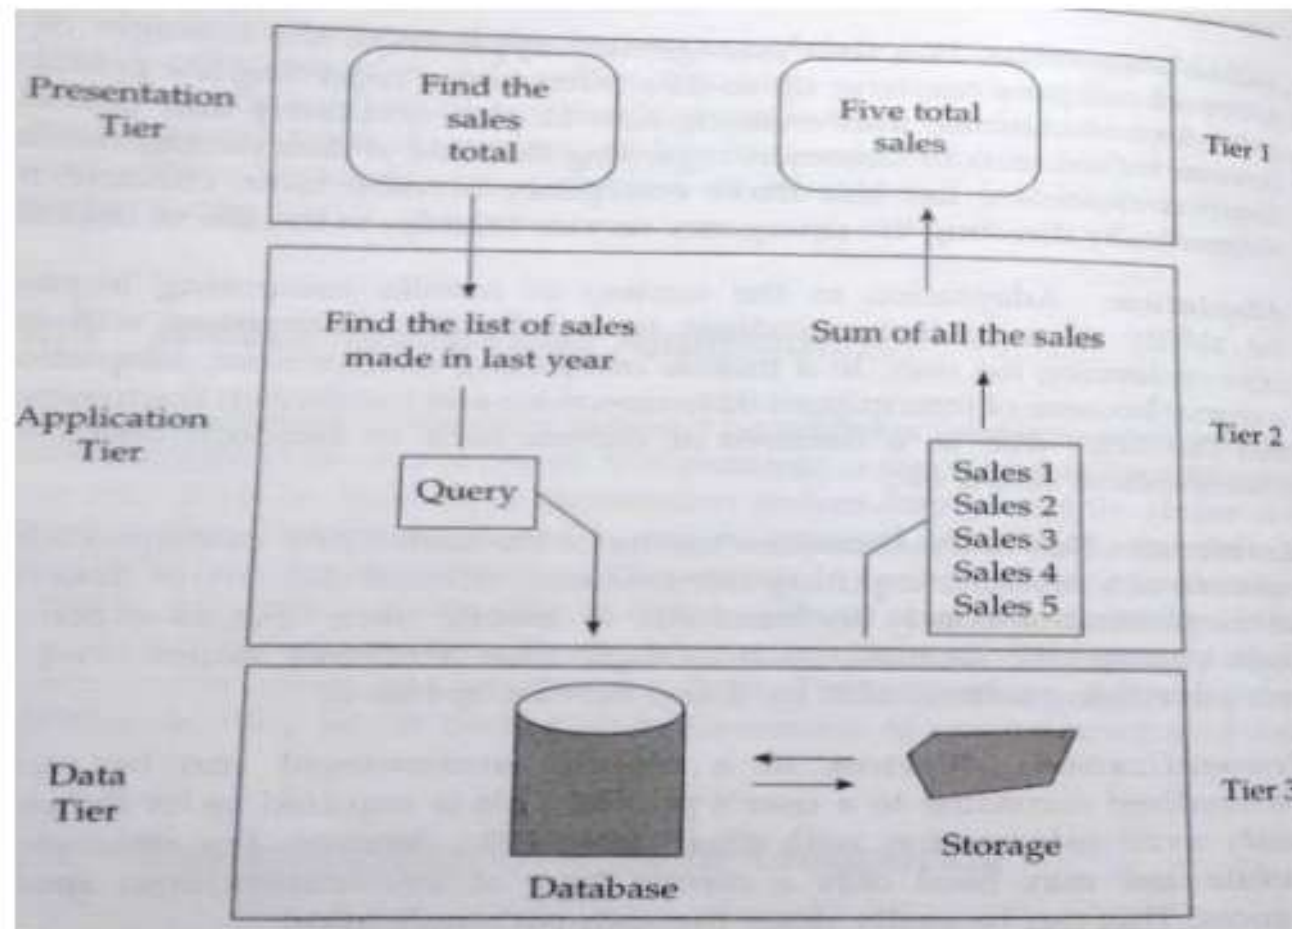 Presentation
Tier
Find the
sales
total
Five total
sales
Tier 1
Application
Tier
Find the list of sales
made in last year
Sum of all the sales
Query
Sales 1
Sales 2
Sales 3
Sales 4
Sales 5
Tier 2
Data
Tier
Database
Storage
Tier 3